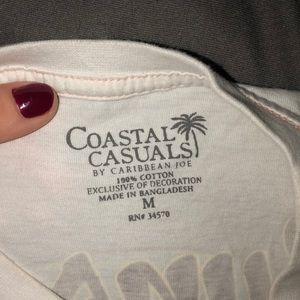 COASTAL
CASUALS
BY CARIBBEAN JOE
100% COTTON
EXCLUSIVE OF DECORATION
MADE IN BANGLADESH
M
RN# 34570